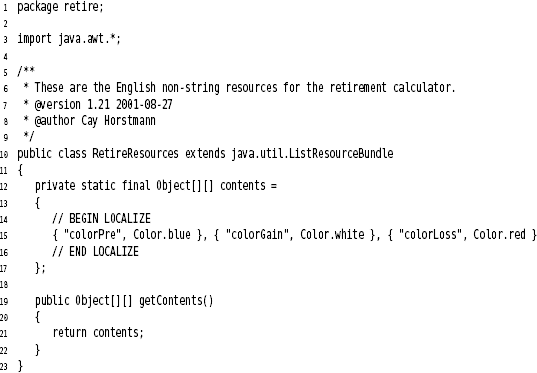 1 package retire;
2
3 import java.awt.*;
4
5 /**
6  * These are the English non-string resources for the retirement calculator.
7  * @version 1.21 2001-08-27
8  * @author Cay Horstmann
9  */
10 public class RetireResources extends java.util.ListResourceBundle
11 {
12    private static final Object[][] contents =
13    {
14       // BEGIN LOCALIZE
15       { "colorPre", Color.blue }, { "colorGain", Color.white }, { "colorLoss", Color.red }
16       // END LOCALIZE
17    };
18
19    public Object[][] getContents()
20    {
21       return contents;
22    }
23 }